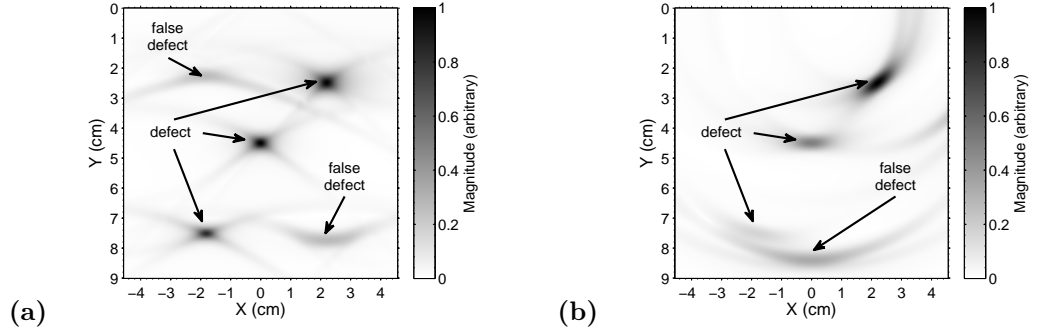 0
1
2
3
4
5
6
7
8
9
Y (cm)
−4 −3 −2 −1 0 1 2 3 4
X (cm)
false
defect
defect
false
defect
1
0.8
0.6
0.4
0.2
0
Magnitude (arbitrary)
(a)
0
1
2
3
4
5
6
7
8
9
Y (cm)
−4 −3 −2 −1 0 1 2 3 4
X (cm)
defect
false
defect
1
0.8
0.6
0.4
0.2
0
Magnitude (arbitrary)
(b)